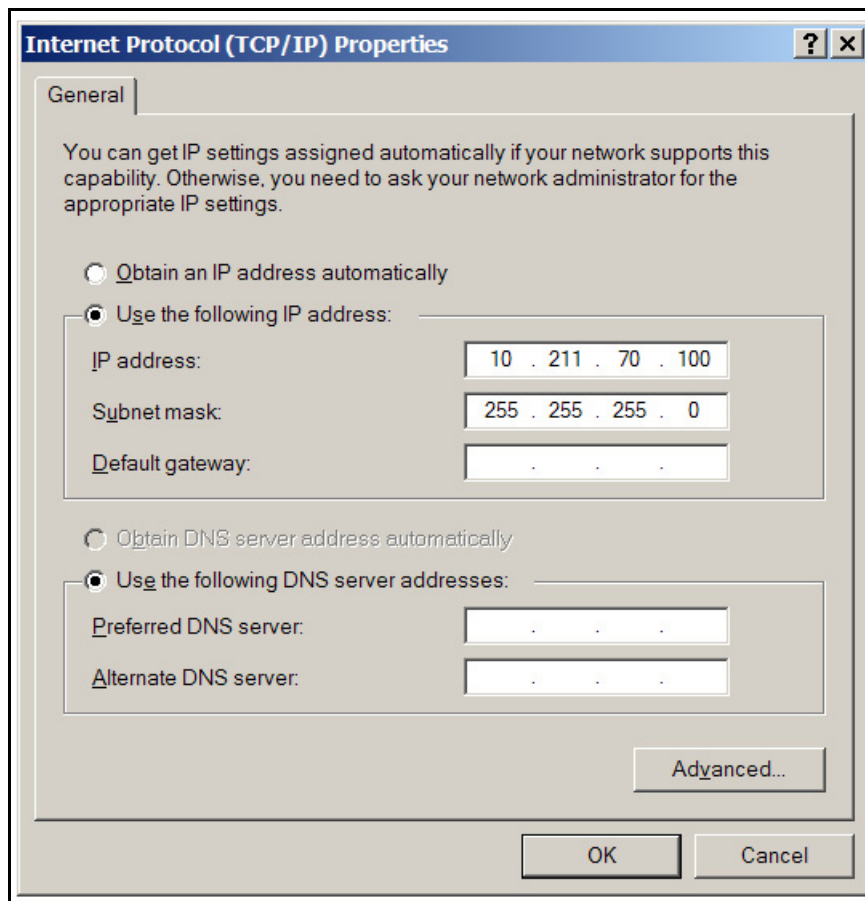 Internet Protocol (TCP/IP) Properties
General
You can get IP settings assigned automatically if your network supports this
capability. Otherwise, you need to ask your network administrator for the
appropriate IP settings.
Obtain an IP address automatically
Use the following IP address:
IP address: 10 . 211 . 70 . 100
Subnet mask: 255 . 255 . 255 . 0
Default gateway: . . .
Obtain DNS server address automatically
Use the following DNS server addresses:
Preferred DNS server: . . .
Alternate DNS server: . . .
Advanced...
OK Cancel